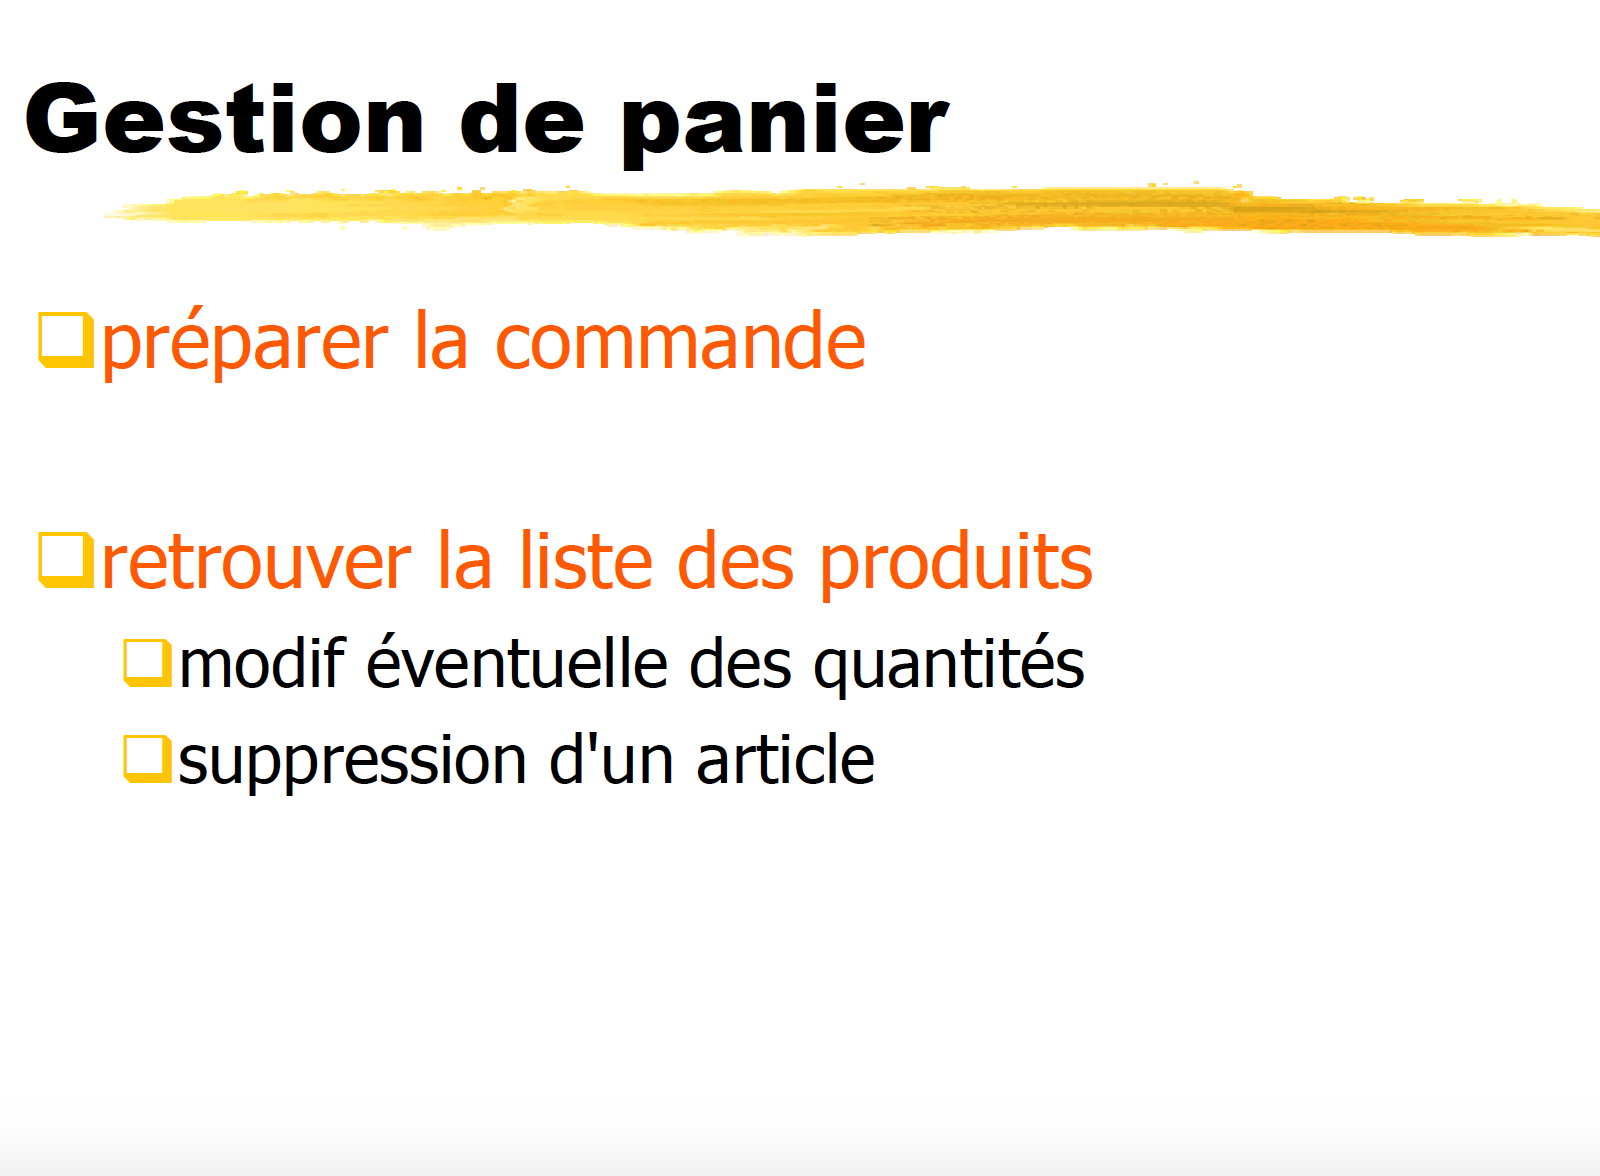 Gestion de panier
préparer la commande
retrouver la liste des produits
modif éventuelle des quantités
suppression d'un article